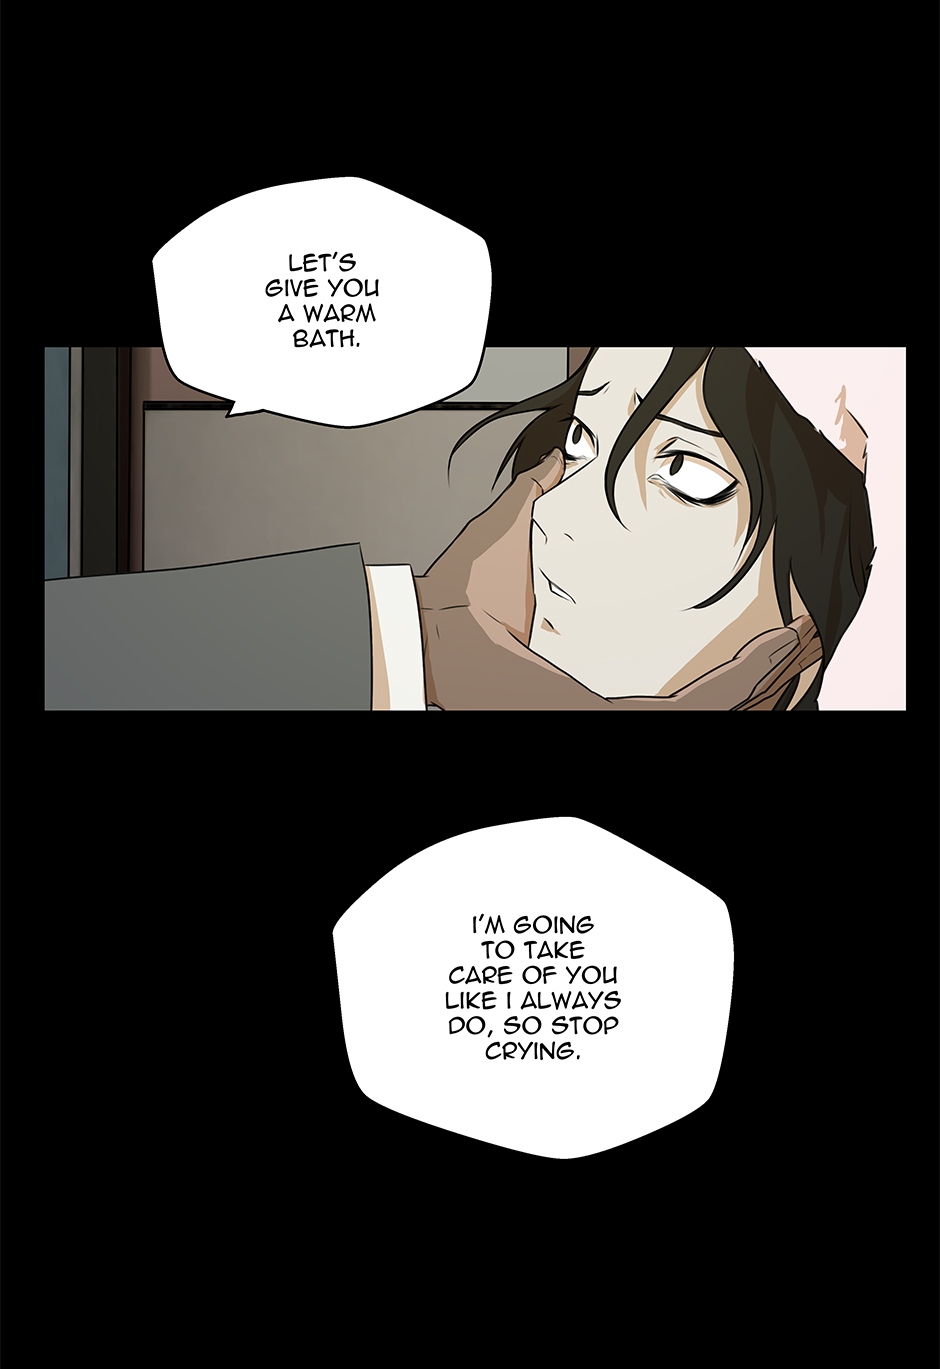 LET'S
GIVE YOU
A WARM
BATH.
I'M GOING
TO TAKE
CARE OF YOU
LIKE I ALWAYS
DO, SO STOP
CRYING.